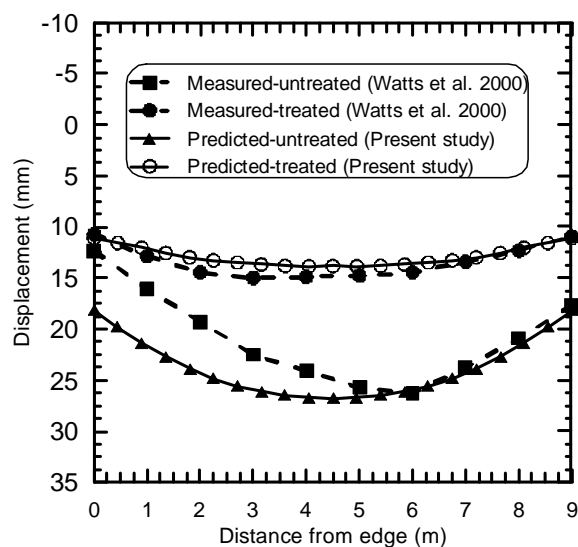 -10
-5
0
5
10
15
20
25
30
35
Displacement (mm)
Measured-untreated (Watts et al. 2000)
Measured-treated (Watts et al. 2000)
Predicted-untreated (Present study)
Predicted-treated (Present study)
0 1 2 3 4 5 6 7 8 9
Distance from edge (m)